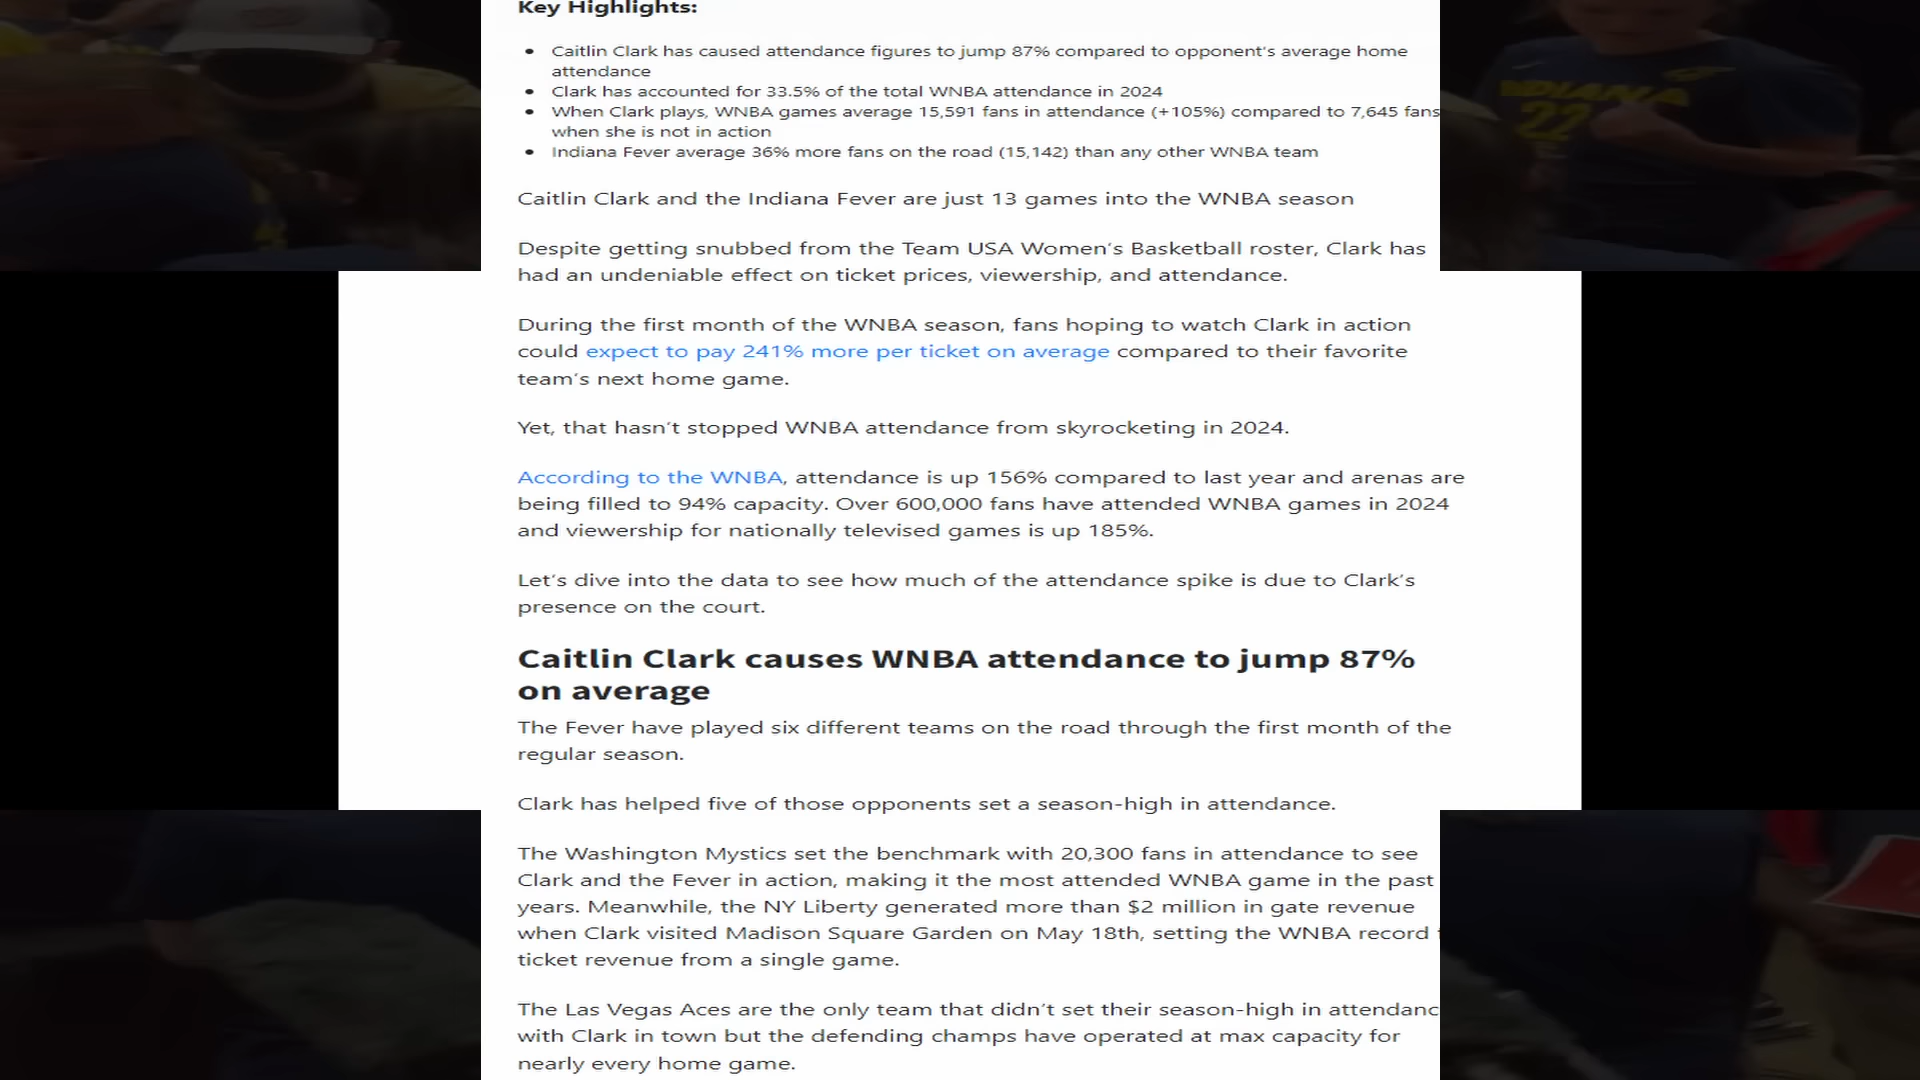 Key Highlights:
Caitlin Clark has caused attendance figures to jump 87% compared to opponent's average home
attendance
Clark has accounted for 33.5% of the total WNBA attendance in 2024
When Clark plays, WNBA games average 15,591 fans in attendance (+105%) compared to 7,645 fans
when she is not in action
Indiana Fever average 36% more fans on the road (15,142) than any other WNBA team
INDIANA
22
Caitlin Clark and the Indiana Fever are just 13 games into the WNBA season
Despite getting snubbed from the Team USA Women's Basketball roster, Clark has
had an undeniable effect on ticket prices, viewership, and attendance.
During the first month of the WNBA season, fans hoping to watch Clark in action
could expect to pay 241% more per ticket on average compared to their favorite
team's next home game.
Yet, that hasn't stopped WNBA attendance from skyrocketing in 2024.
According to the WNBA, attendance is up 156% compared to last year and arenas are
being filled to 94% capacity. Over 600,000 fans have attended WNBA games in 2024
and viewership for nationally televised games is up 185%.
Let's dive into the data to see how much of the attendance spike is due to Clark's
presence on the court.
Caitlin Clark causes WNBA attendance to jump 87%
on average
The Fever have played six different teams on the road through the first month of the
regular season.
Clark has helped five of those opponents set a season-high in attendance.
The Washington Mystics set the benchmark with 20,300 fans in attendance to see
Clark and the Fever in action, making it the most attended WNBA game in the past
years. Meanwhile, the NY Liberty generated more than $2 million in gate revenue
when Clark visited Madison Square Garden on May 18th, setting the WNBA record
ticket revenue from a single game.
The Las Vegas Aces are the only team that didn't set their season-high in attendanc
with Clark in town but the defending champs have operated at max capacity for
nearly every home game.